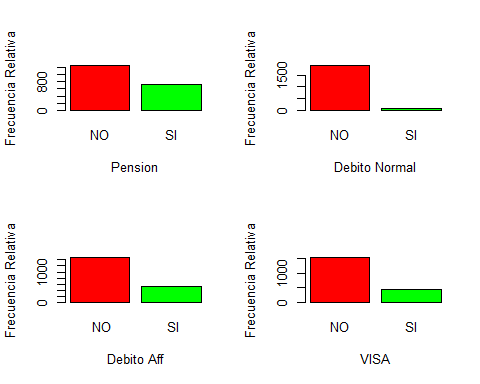 Frecuencia Relativa
0
800
NO
SI
Pension
Frecuencia Relativa
0
1500
NO
SI
Debito Normal
Frecuencia Relativa
0
1000
NO
SI
Debito Aff
Frecuencia Relativa
0
1000
NO
SI
VISA